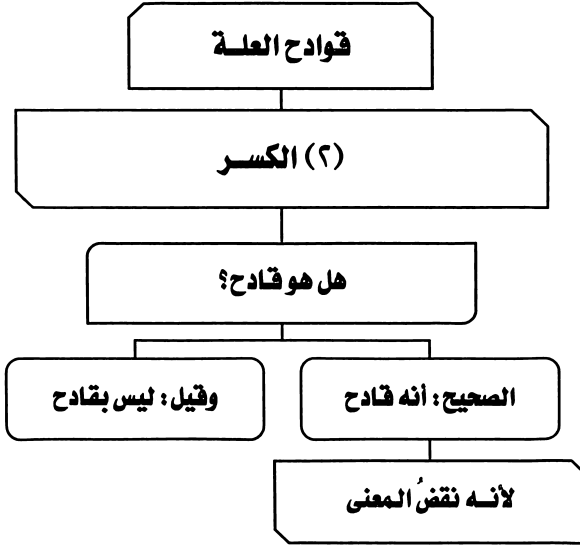 قوادح العلة
(٢) الكسر
هل هو قادح؟
الصحيح: أنه قادح
وقيل: ليس بقادح
لأنه نقضُ المعنى